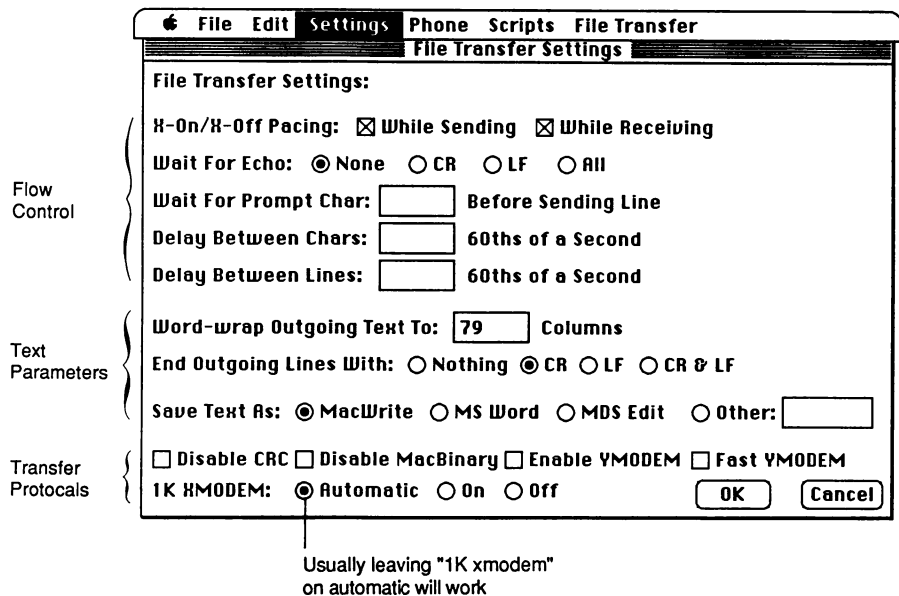 File Edit Settings Phone Scripts File Transfer
File Transfer Settings
File Transfer Settings:
Flow
Control
X-On/X-Off Pacing: While Sending While Receiving
Wait For Echo: None CR LF All
Wait For Prompt Char: Before Sending Line
Delay Between Chars: 60ths of a Second
Delay Between Lines: 60ths of a Second
Text
Parameters
Word-wrap Outgoing Text To: 79 Columns
End Outgoing Lines With: Nothing CR LF CR & LF
Save Text As: MacWrite MS Word MDS Edit Other:
Transfer
Protocals
Disable CRC Disable MacBinary Enable YMODEM Fast YMODEM
1K XMODEM: Automatic On Off OK Cancel
Usually leaving "1K xmodem"
on automatic will work